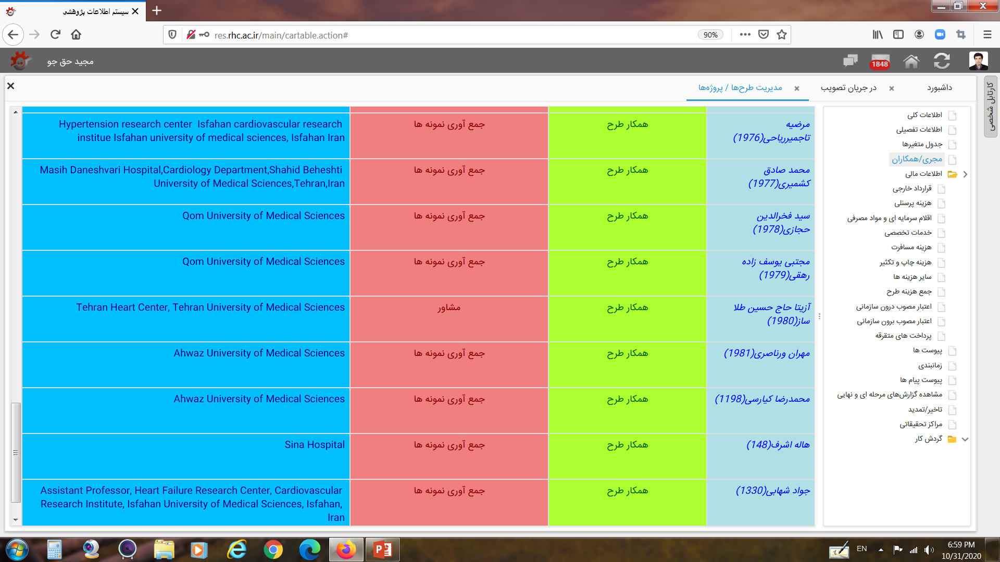 سیستم اطلاعات پژوهشی
res.rhc.ac.ir/main/cartable.action#
90%
مجید حق جو
1848
داشبورد
در جریان تصویب
مدیریت طرح‌ها / پروژه‌ها
کارتابل شخصی
اطلاعات کلی
اطلاعات تفصیلی
جدول متغیرها
مجری/همکاران
اطلاعات مالی
قرارداد خارجی
هزینه پرسنلی
اقلام سرمایه ای و مواد مصرفی
خدمات تخصصی
هزینه مسافرت
هزینه چاپ و تکثیر
سایر هزینه ها
جمع هزینه طرح
اعتبار مصوب درون سازمانی
اعتبار مصوب برون سازمانی
پرداخت های متفرقه
پیوست ها
زمانبندی
پیوست پیام ها
مشاهده گزارش‌های مرحله ای و نهایی
تاخیر/تمدید
مراکز تحقیقاتی
گردش کار
مرضیه
تاجمیرریاحی(1976)
همکار طرح
جمع آوری نمونه ها
Hypertension research center Isfahan cardiovascular research
institue Isfahan university of medical sciences, Isfahan Iran
محمد صادق
کشمیری(1977)
همکار طرح
جمع آوری نمونه ها
Masih Daneshvari Hospital,Cardiology Department,Shahid Beheshti
University of Medical Sciences,Tehran,Iran
سید فخرالدین
حجازی(1978)
همکار طرح
جمع آوری نمونه ها
Qom University of Medical Sciences
مجتبی یوسف زاده
رهقی(1979)
همکار طرح
جمع آوری نمونه ها
Qom University of Medical Sciences
آزیتا حاج حسین طلا
ساز(1980)
همکار طرح
مشاور
Tehran Heart Center, Tehran University of Medical Sciences
مهران ورناصری(1981)
همکار طرح
جمع آوری نمونه ها
Ahwaz University of Medical Sciences
محمدرضا کیارسی(1198)
همکار طرح
جمع آوری نمونه ها
Ahwaz University of Medical Sciences
هاله اشرف(148)
همکار طرح
جمع آوری نمونه ها
Sina Hospital
جواد شهابی(1330)
همکار طرح
جمع آوری نمونه ها
Assistant Professor, Heart Failure Research Center, Cardiovascular
Research Institute, Isfahan University of Medical Sciences, Isfahan,
Iran
EN
6:59 PM
10/31/2020